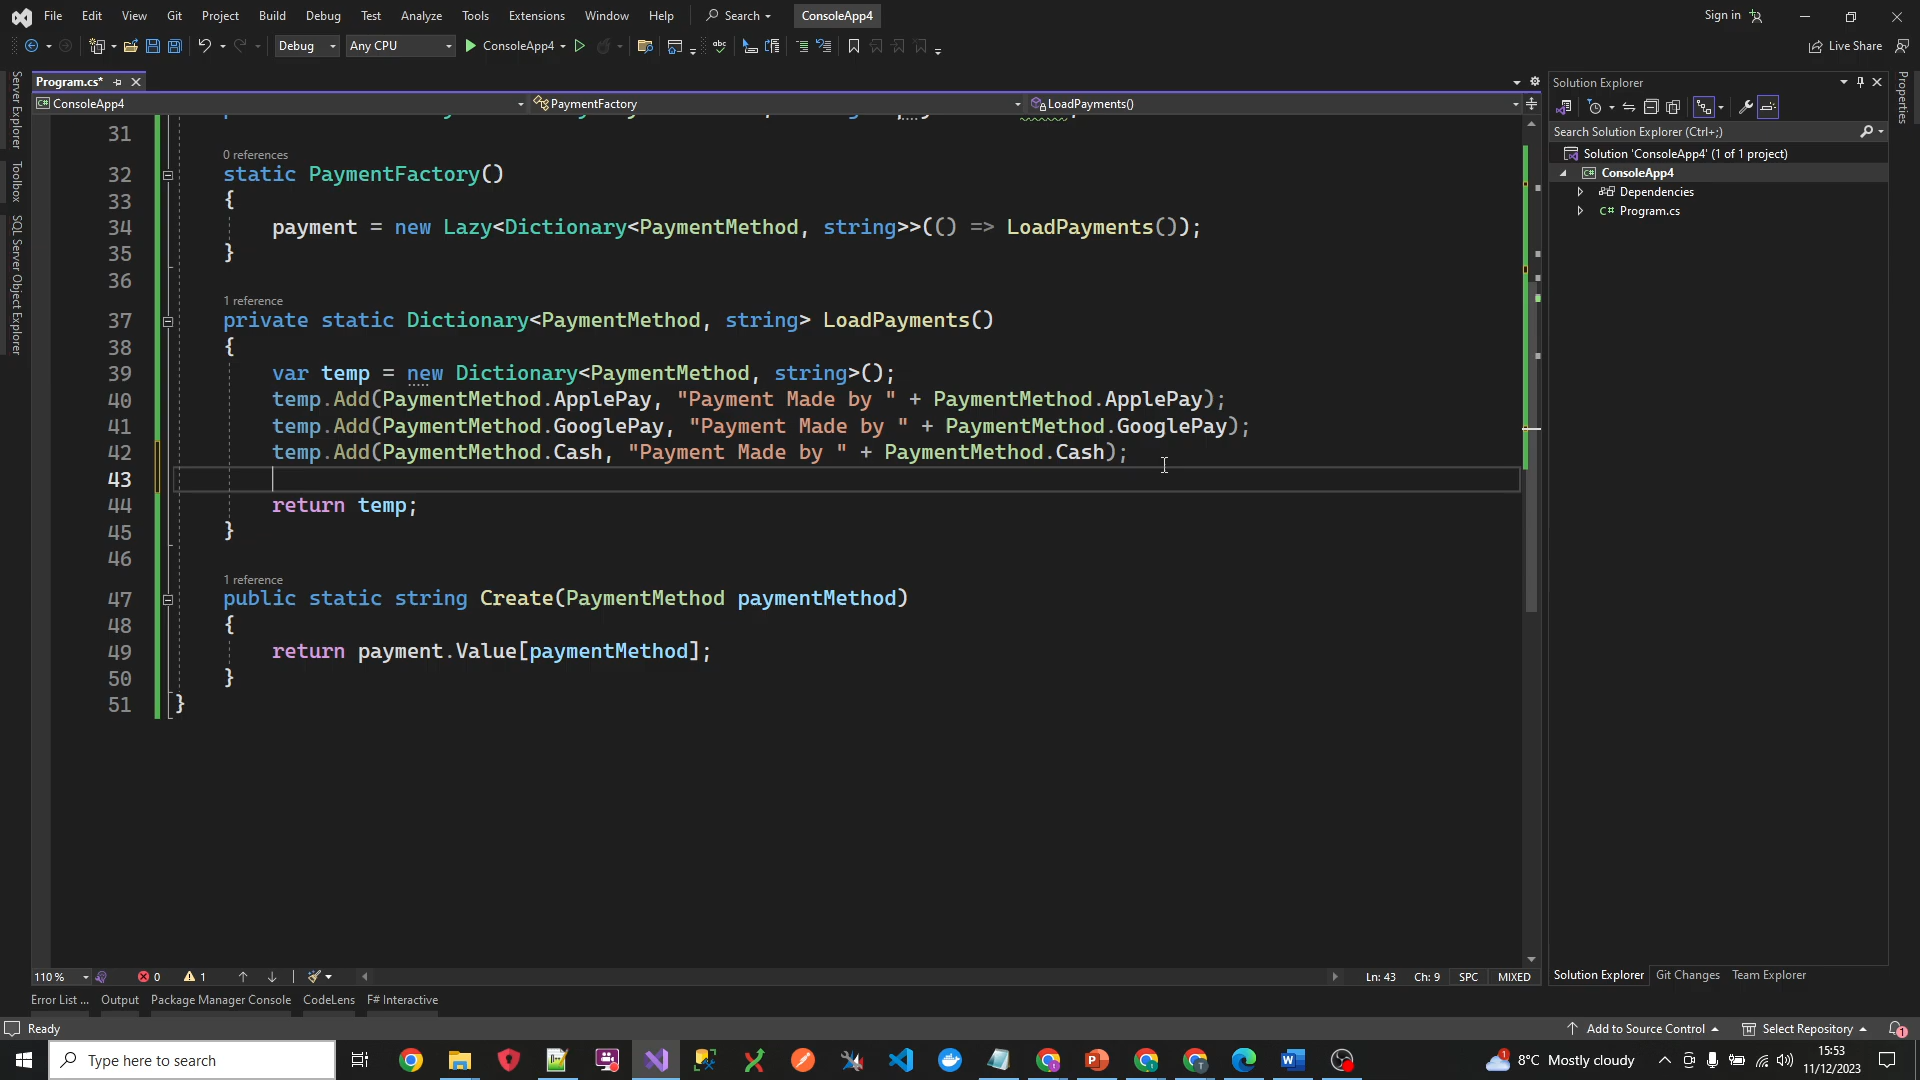 File Edit View Git Project Build Debug Test Analyze Tools Extensions Window Help Search ConsoleApp4 Sign in
Debug Any CPU ConsoleApp4 Live Share
Program.cs*
ConsoleApp4 PaymentFactory LoadPayments()
Server Explorer
Toolbox
SQL Server Object Explorer
31
0 references
32 static PaymentFactory()
33 {
34 payment = new Lazy<Dictionary<PaymentMethod, string>>(() => LoadPayments());
35 }
36
1 reference
37 private static Dictionary<PaymentMethod, string> LoadPayments()
38 {
39 var temp = new Dictionary<PaymentMethod, string>();
40 temp.Add(PaymentMethod.ApplePay, "Payment Made by " + PaymentMethod.ApplePay);
41 temp.Add(PaymentMethod.GooglePay, "Payment Made by " + PaymentMethod.GooglePay);
42 temp.Add(PaymentMethod.Cash, "Payment Made by " + PaymentMethod.Cash);
43
44 return temp;
45 }
46
1 reference
47 public static string Create(PaymentMethod paymentMethod)
48 {
49 return payment.Value[paymentMethod];
50 }
51 }
Solution Explorer
Search Solution Explorer (Ctrl+;)
Solution 'ConsoleApp4' (1 of 1 project)
ConsoleApp4
Dependencies
C# Program.cs
Properties
110 % 0 1 Ln: 43 Ch: 9 SPC MIXED
Solution Explorer Git Changes Team Explorer
Error List ... Output Package Manager Console CodeLens F# Interactive
Ready Add to Source Control Select Repository 1
Type here to search
8°C Mostly cloudy
15:53
11/12/2023